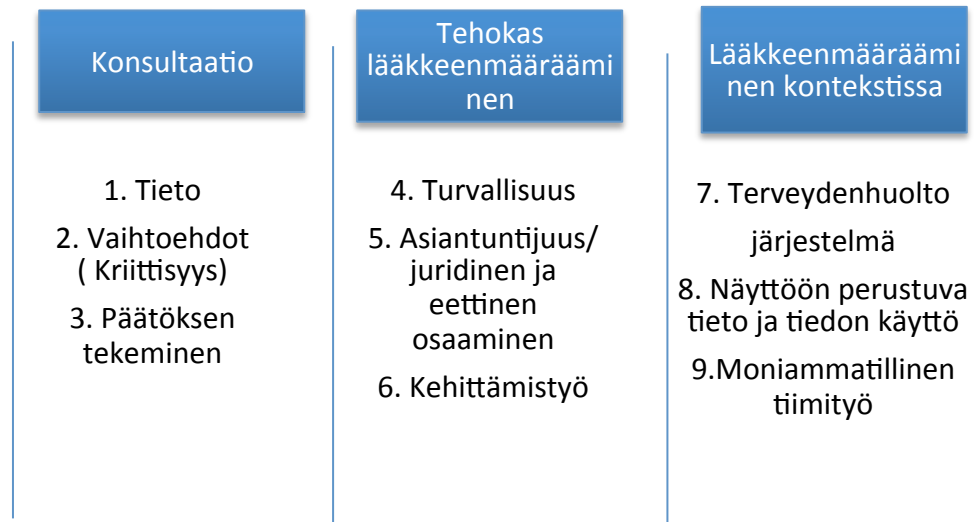 Konsultaatio
1. Tieto
2. Vaihtoehdot
( Kriittisyys)
3. Päätöksen
tekeminen
Tehokas
lääkkeenmääräämi
nen
4. Turvallisuus
5. Asiantuntijuus/
juridinen ja
eettinen
osaaminen
6. Kehittämistyö
Lääkkeenmääräämi
nen kontekstissa
7. Terveydenhuolto
järjestelmä
8. Näyttöön perustuva
tieto ja tiedon käyttö
9.Moniammatillinen
tiimityö